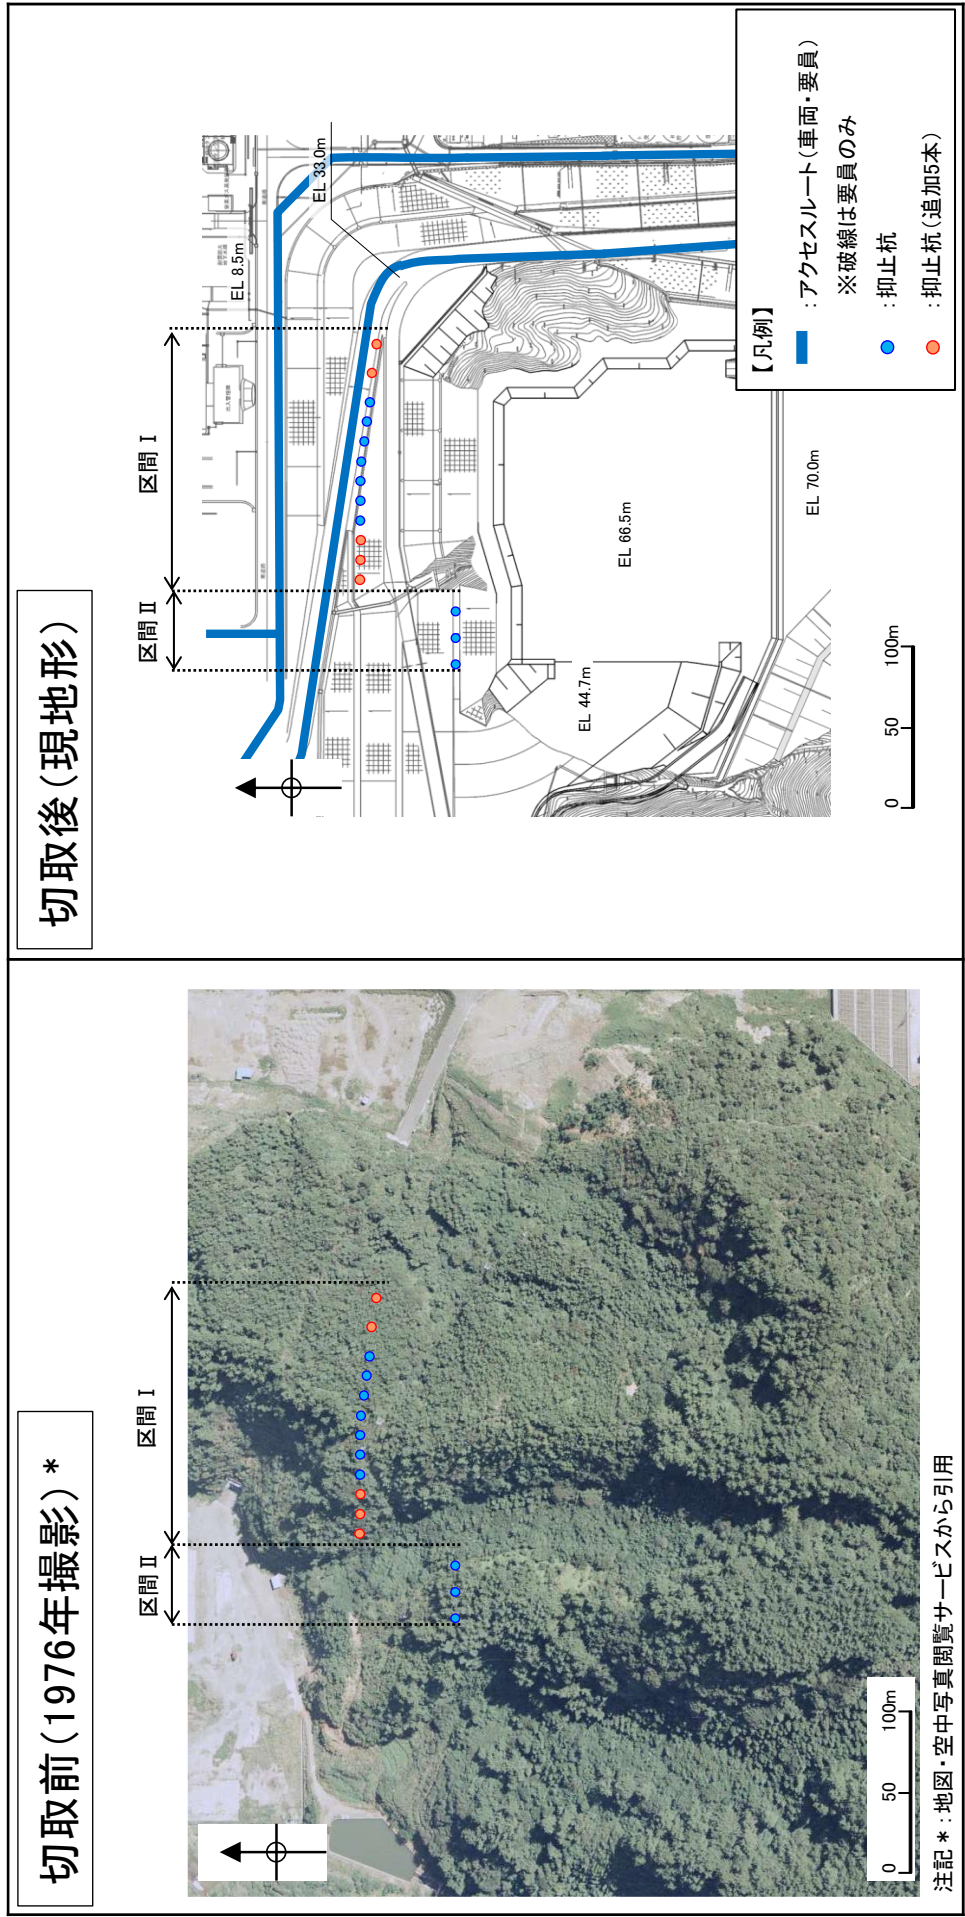 切取前(1976年撮影)*
区間Ⅱ
区間Ⅰ
0
50
100m
注記 *:地図・空中写真閲覧サービスから引用
切取後(現地形)
区間Ⅱ
区間Ⅰ
EL 8.5m
EL 33.0m
EL 66.5m
EL 44.7m
EL 70.0m
0
50
100m
【凡例】
:アクセスルート(車両・要員)
※破線は要員のみ
:抑止杭
:抑止杭(追加5本)